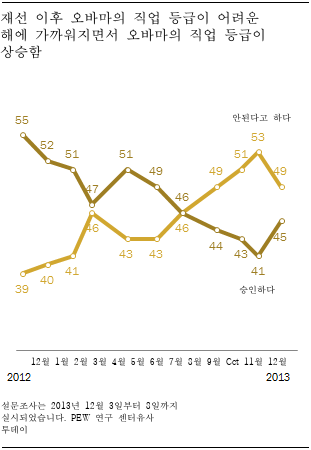 재선 이후 오바마의 직업 등급이 어려운
해에 가까워지면서 오바마의 직업 등급이
상승함
안된다고 하다
55
52
51
47
51
49
46
49
51
53
49
46
43
43
46
44
43
41
45
39
40
41
승인하다
12월 1월 2월 3월 4월 5월 6월 7월 8월 9월 Oct 11월 12월
2012 2013
설문조사는 2013년 12월 3일부터 8일까지
실시되었습니다. PEW 연구 센터유사
투데이